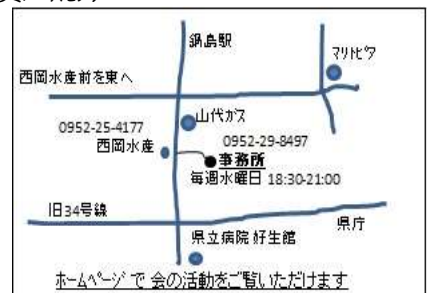 鍋島駅
マリトピア
西岡水産前を東へ
山代ガス
0952-25-4177
西岡水産
0952-29-8497
事務所
毎週水曜日 18:30-21:00
旧34号線
県庁
県立病院 好生館
ホームページで 会の活動をご覧いただけます